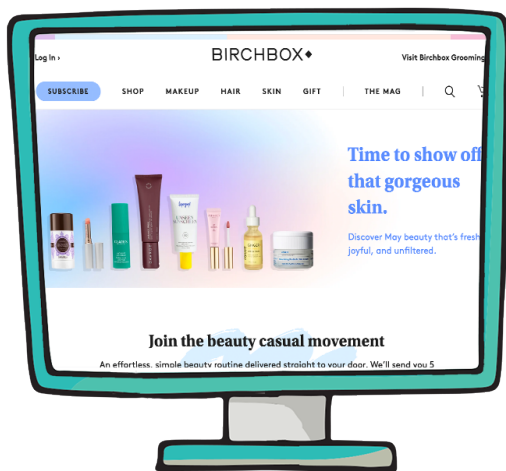 BIRCHBOX
Log In ›
Visit Birchbox Grooming
SUBSCRIBE
SHOP
MAKEUP
HAIR
SKIN
GIFT
THE MAG
Time to show off
that gorgeous
skin.
Discover May beauty that's fresh
joyful, and unfiltered.
Join the beauty casual movement
An effortless, simple beauty routine delivered straight to your door. We'll send you 5